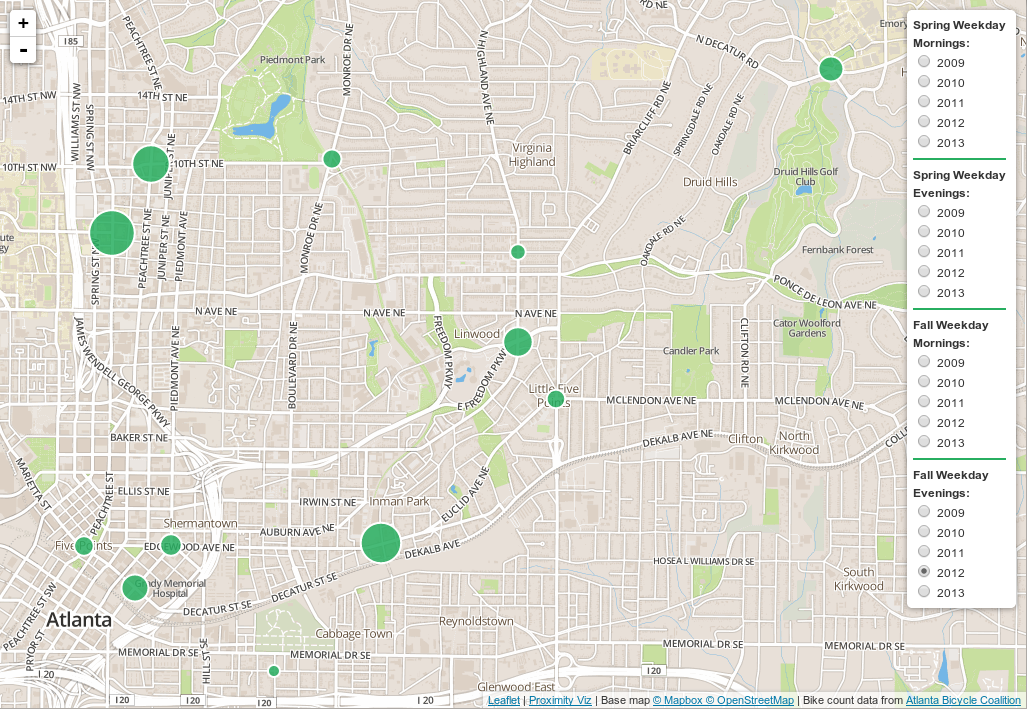 +
-
I 85
PEACHTREE ST NE
Piedmont Park
MONROE DR NE
N HIGHLAND AVE NE
RD NE
N DECATUR RD
Emory
14TH ST NW
14TH ST NE
WILLIAMS ST NW
SPRING ST NW
BRIARCLIFF RD NE
SPRINGDALE RD NE
OAKDALE RD NE
JUNIPER ST NE
10TH ST NW
10TH ST NE
Virginia
Highland
Druid Hills
Druid Hills Golf
Club
MONROE DR NE
PEACHTREE ST NE
JUNIPER ST NE
PIEDMONT AVE
SPRING ST N
OAKDALE RD NE
Fernbank Forest
PONCE DE LEON AVE NE
N AVE NE
N AVE NE
N AVE NE
FREEDOM PKWY
Linwood
E FREEDOM PKWY
JAMES WENDELL GEORGE PKWY
PIEDMONT AVE NE
BOULEVARD DR NE
Candler Park
CLIFTON RD NE
Cator Woolford
Gardens
Little Five
Points
MCLENDON AVE NE
MCLENDON AVE NE
BAKER ST NE
DEKALB AVE NE
Clifton
North
Kirkwood
COLLE
MARIETTA ST
PEACHTREE ST
ELLIS ST NE
IRWIN ST NE
Inman Park
EUCLID AVE NE
Shermantown
AUBURN AVE NE
Five Points
EDGEWOOD AVE NE
DEKALB AVE
HOSEA L WILLIAMS DR SE
South
Kirkwood
Grady Memorial
Hospital
DECATUR ST SE
DECATUR ST SE
PEACHTREE ST SW
Atlanta
PRYOR ST
Reynoldstown
Cabbage Town
HILL ST SE
MEMORIAL DR SE
MEMORIAL DR SE
MEMORIAL DR SE
MEMORIAL DR SE
I 20
I 20
I 20
I 20
I 20
I 20
Glenwood East
Spring Weekday
Mornings:
2009
2010
2011
2012
2013
Spring Weekday
Evenings:
2009
2010
2011
2012
2013
Fall Weekday
Mornings:
2009
2010
2011
2012
2013
Fall Weekday
Evenings:
2009
2010
2011
2012
2013
Leaflet | Proximity Viz | Base map © Mapbox © OpenStreetMap | Bike count data from Atlanta Bicycle Coalition